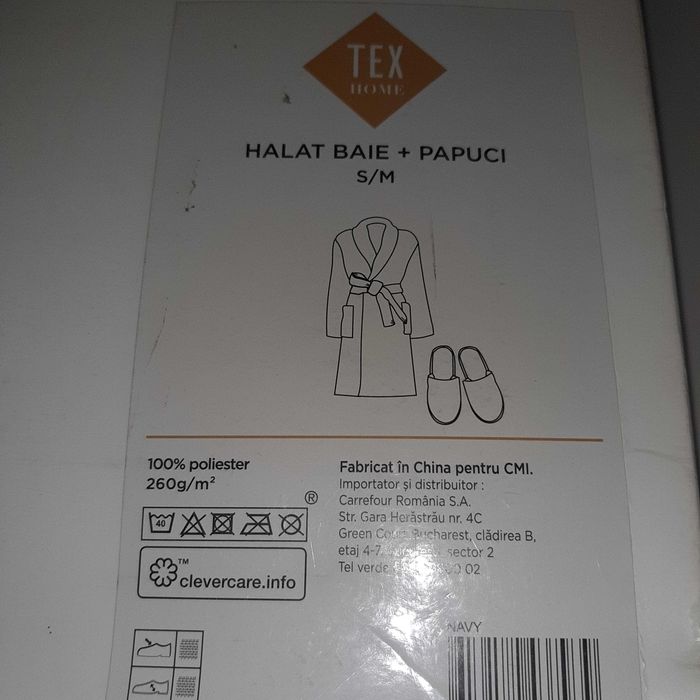 TEX
HOME
HALAT BAIE + PAPUCI
S/M
100% poliester
260g/m²
®
40
™
clevercare.info
Fabricat în China pentru CMI.
Importator și distribuitor :
Carrefour România S.A.
Str. Gara Herăstrău nr. 4C
Green Bucharest, clădirea B,
etaj 4-7, sector 2
Tel verde 02
NAVY